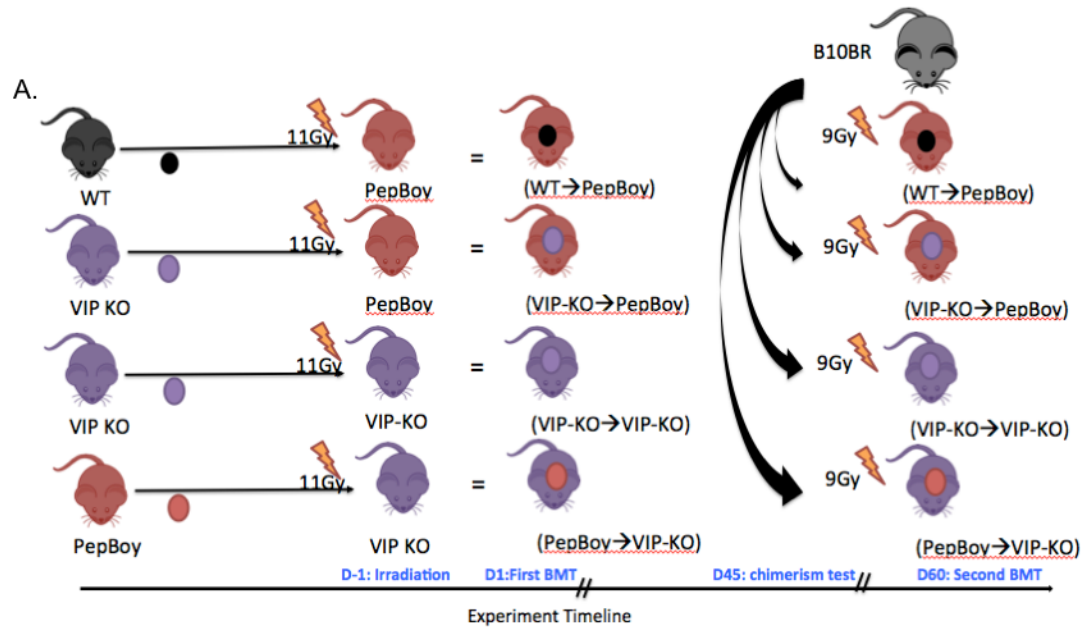 A.
B10BR
WT
11Gy
PepBoy
=
(WT→PepBoy)
9Gy
(WT→PepBoy)
VIP KO
11Gy
PepBoy
=
(VIP-KO→PepBoy)
9Gy
(VIP-KO→PepBoy)
VIP KO
11Gy
VIP-KO
=
(VIP-KO→VIP-KO)
9Gy
(VIP-KO→VIP-KO)
PepBoy
11Gy
VIP KO
=
(PepBoy→VIP-KO)
9Gy
(PepBoy→VIP-KO)
D-1: Irradiation
D1:First BMT
D45: chimerism test
D60: Second BMT
Experiment Timeline